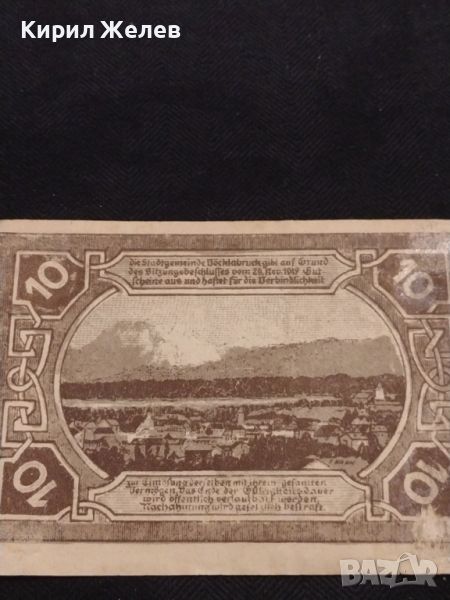 Кирил Желев
10
10
die Stadtgemeinde Vöcklabruck gibt auf Grund
des Sitzungsbeschlusses vom 28. Nov. 1919 Gut
scheine aus und haftet für die Verbindlichkeit
zur Einlösung derselben mit ihrem gesamten
Vermögen. Das Ende der Gültigkeitsdauer
wird öffentlich verlautbart werden.
Nachahmung wird gesetzlich bestraft.
10
10
BAZAR.BG